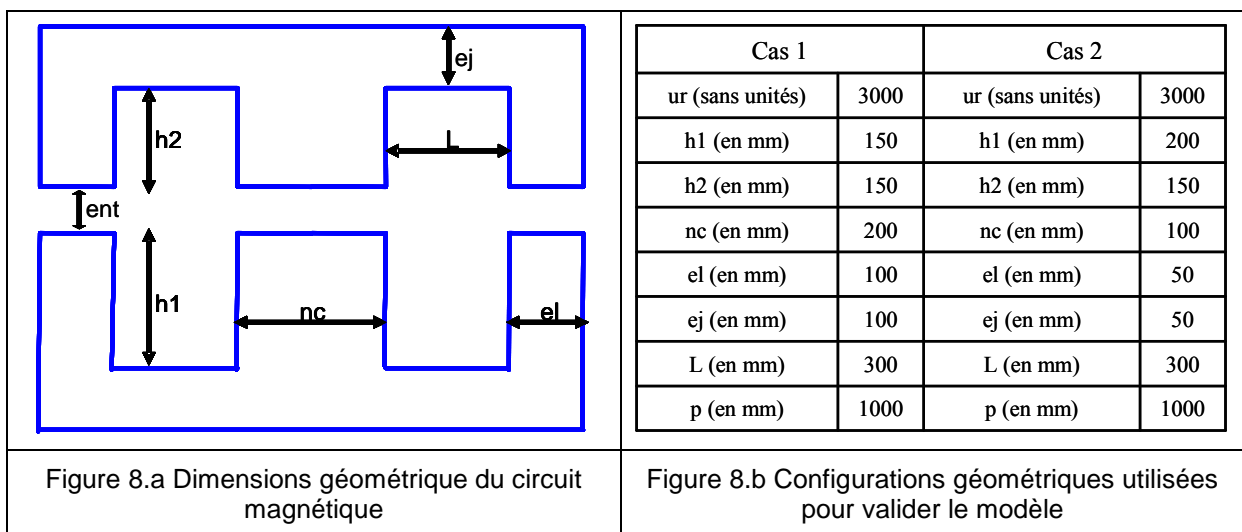 ej
h2
L
ent
h1
nc
el
Cas 1 Cas 2
ur (sans unités) 3000 ur (sans unités) 3000
h1 (en mm) 150 h1 (en mm) 200
h2 (en mm) 150 h2 (en mm) 150
nc (en mm) 200 nc (en mm) 100
el (en mm) 100 el (en mm) 50
ej (en mm) 100 ej (en mm) 50
L (en mm) 300 L (en mm) 300
p (en mm) 1000 p (en mm) 1000
Figure 8.a Dimensions géométrique du circuit
magnétique
Figure 8.b Configurations géométriques utilisées
pour valider le modèle